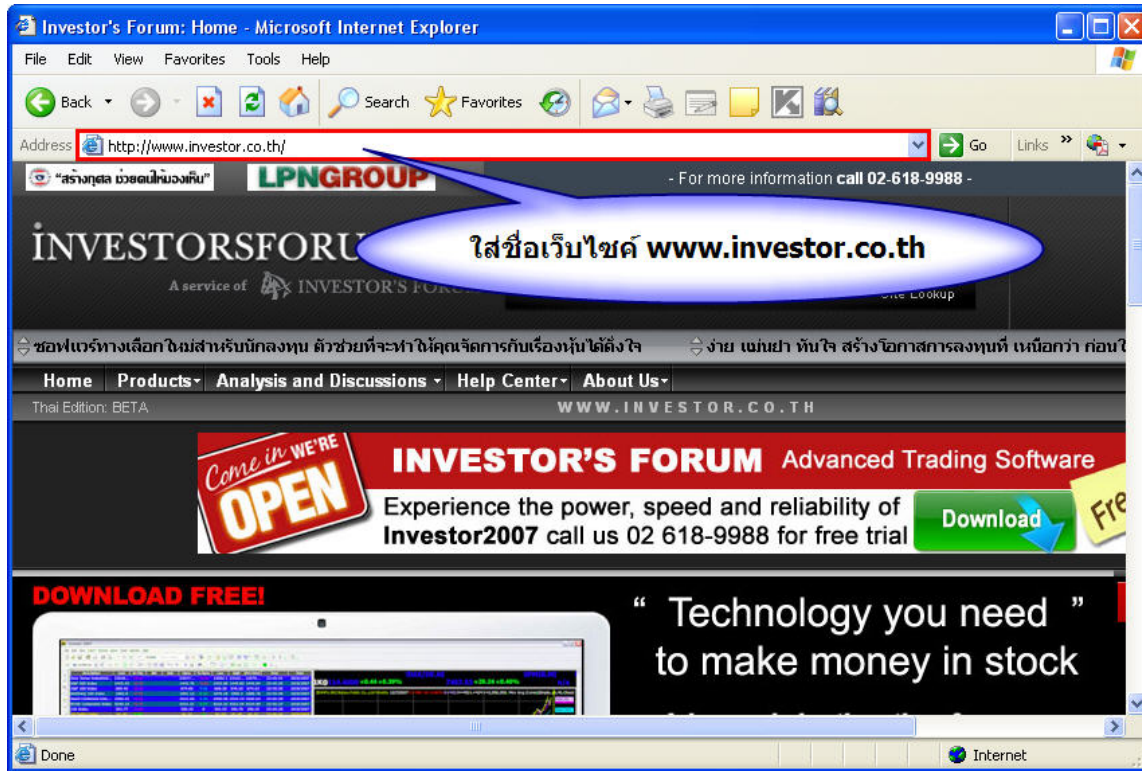 Investor's Forum: Home - Microsoft Internet Explorer
File Edit View Favorites Tools Help
Back Search Favorites
Address http://www.investor.co.th/ Go Links »
"สร้างกุศล ช่วยคนให้มองเห็น" LPNGROUP - For more information call 02-618-9988 -
ใส่ชื่อเว็บไซค์ www.investor.co.th
INVESTORSFORU
A service of INVESTOR'S FORUM
Site Lookup
ซอฟแวร์ทางเลือกใหม่สำหรับนักลงทุน ตัวช่วยที่จะทำให้คุณจัดการกับเรื่องหุ้นได้ดั่งใจ ง่าย แม่นยำ ทันใจ สร้างโอกาสการลงทุนที่ เหนือกว่า ก่อนใ
Home Products Analysis and Discussions Help Center About Us
Thai Edition: BETA WWW.INVESTOR.CO.TH
Come in WE'RE OPEN
INVESTOR'S FORUM Advanced Trading Software
Experience the power, speed and reliability of
Investor2007 call us 02 618-9988 for free trial
Download Fre
DOWNLOAD FREE!
" Technology you need "
to make money in stock
Done Internet